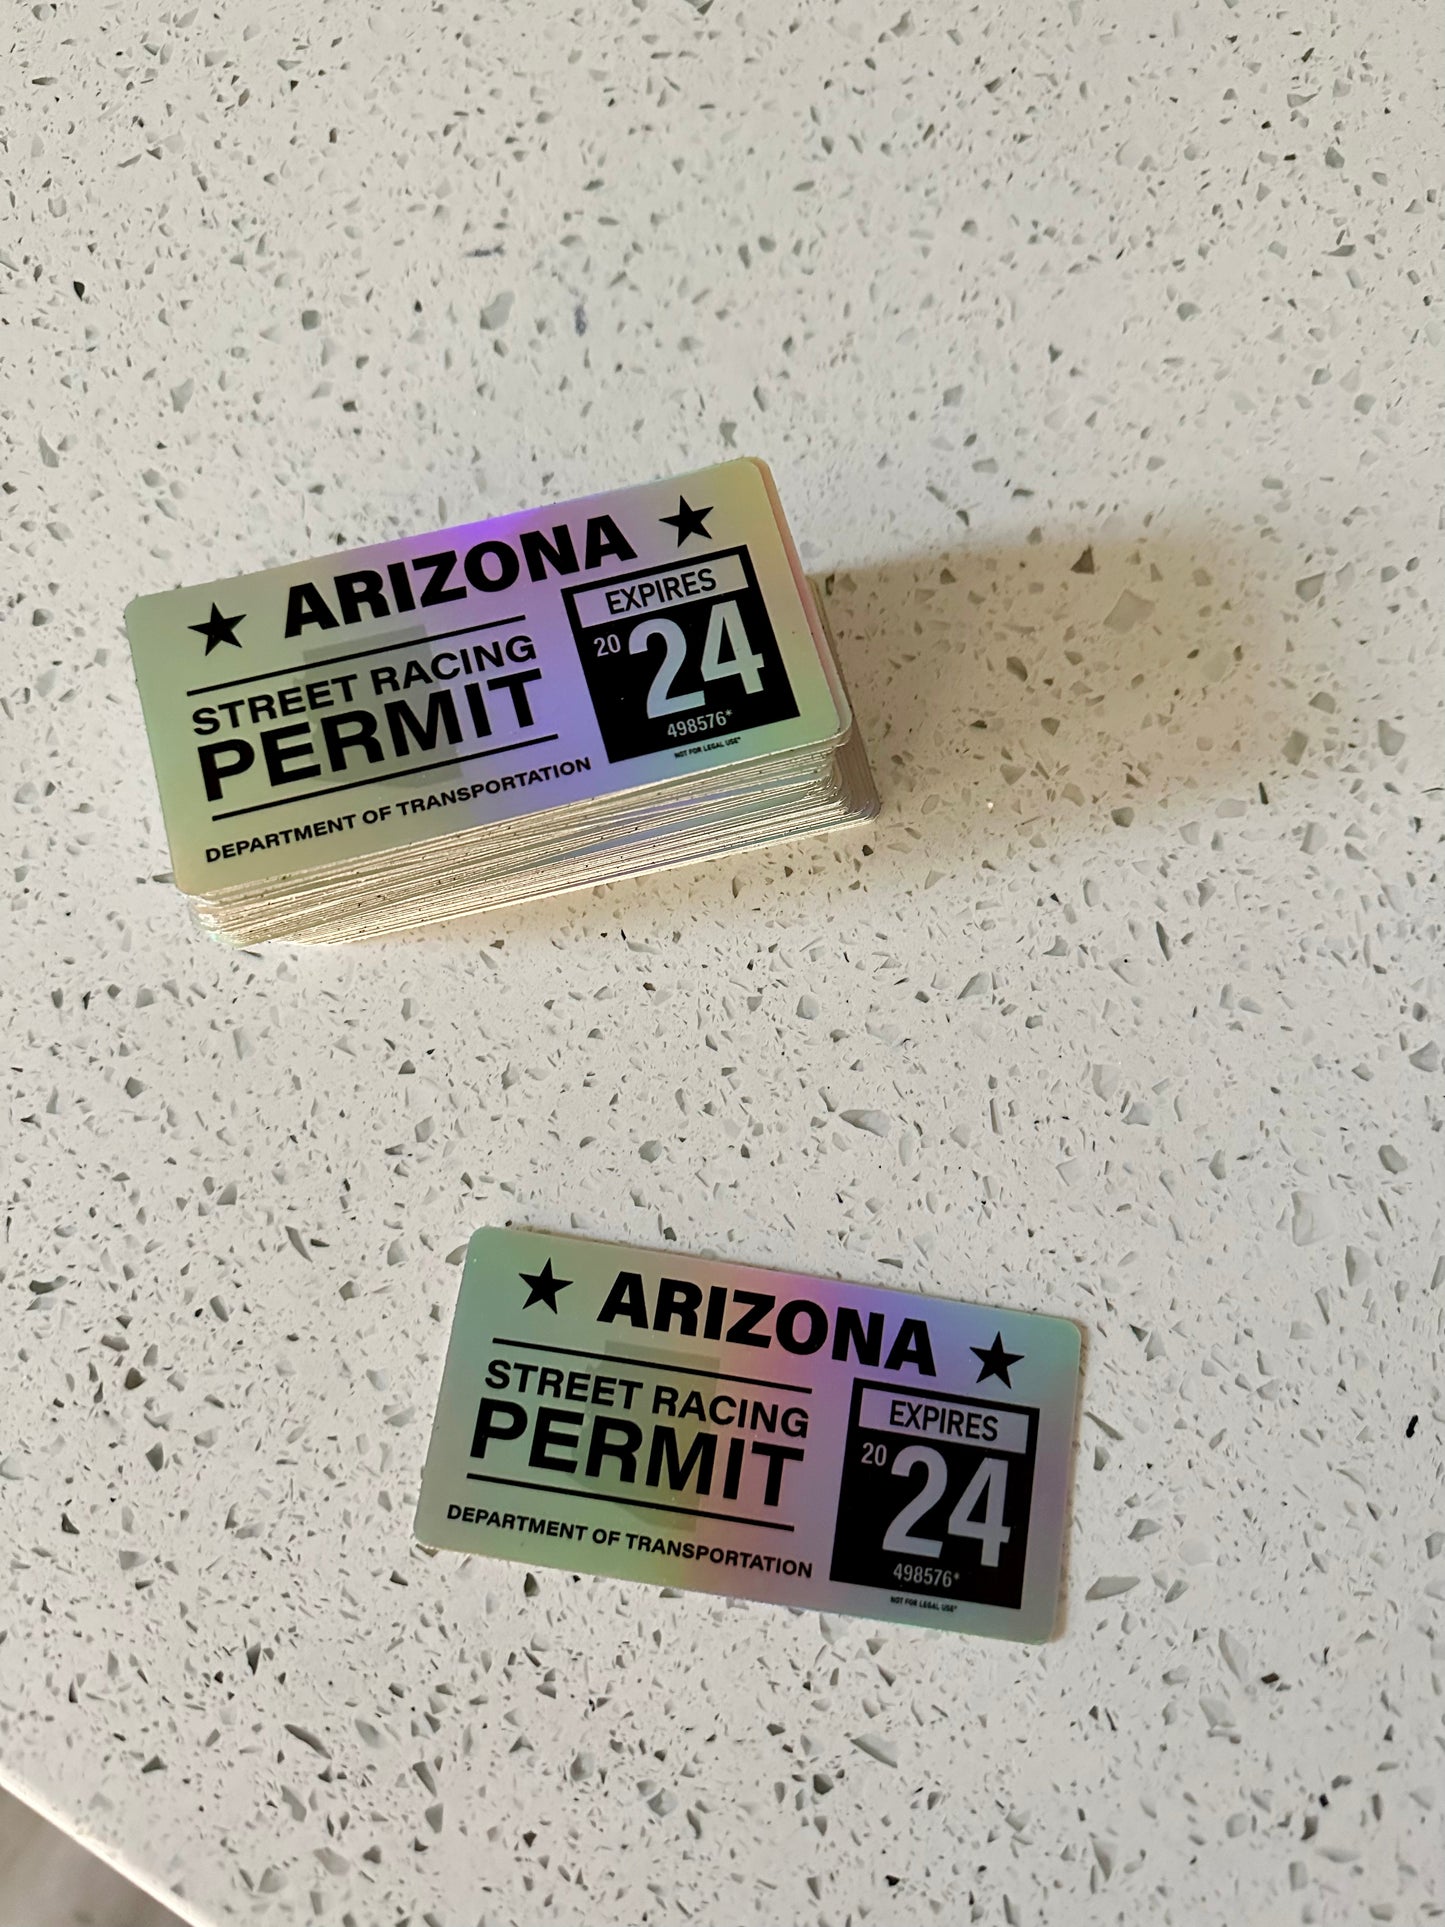 ★ ARIZONA ★
STREET RACING
PERMIT
DEPARTMENT OF TRANSPORTATION
EXPIRES
20 24
498576*
NOT FOR LEGAL USE*
★ ARIZONA ★
STREET RACING
PERMIT
DEPARTMENT OF TRANSPORTATION
EXPIRES
20 24
498576*
NOT FOR LEGAL USE*